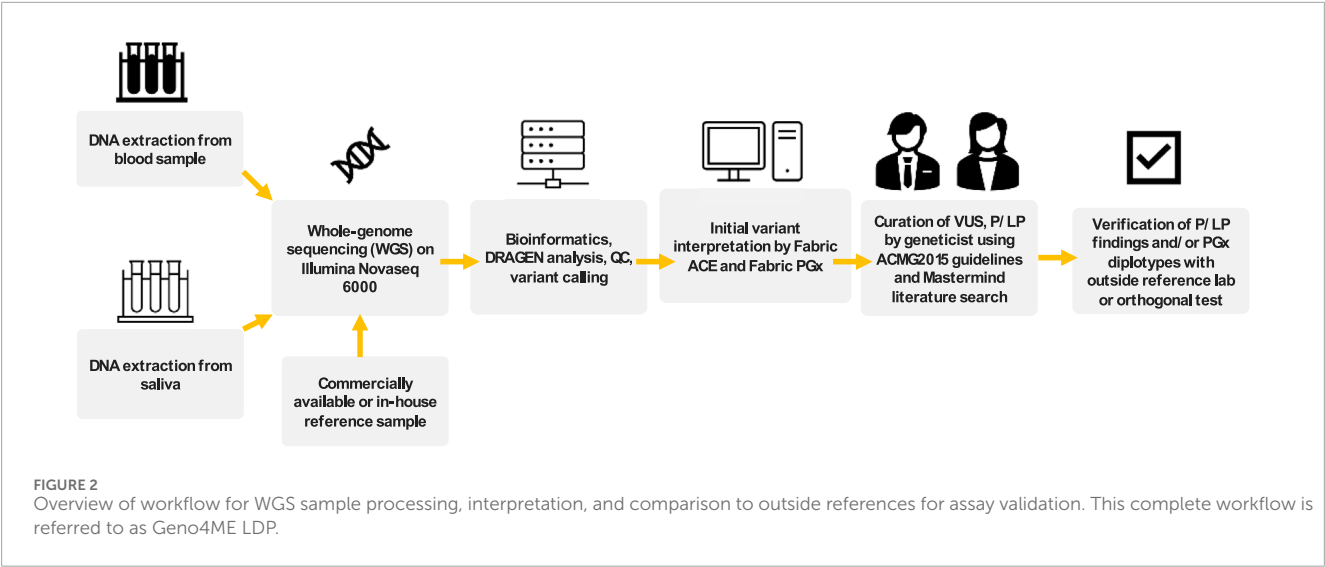 DNA extraction from
blood sample
DNA extraction from
saliva
Whole-genome
sequencing (WGS) on
Illumina Novaseq
6000
Commercially
available or in-house
reference sample
Bioinformatics,
DRAGEN analysis, QC,
variant calling
Initial variant
interpretation by Fabric
ACE and Fabric PGx
Curation of VUS, P/ LP
by geneticist using
ACMG2015 guidelines
and Mastermind
literature search
Verification of P/ LP
findings and/ or PGx
diplotypes with
outside reference lab
or orthogonal test
FIGURE 2
Overview of workflow for WGS sample processing, interpretation, and comparison to outside references for assay validation. This complete workflow is
referred to as Geno4ME LDP.